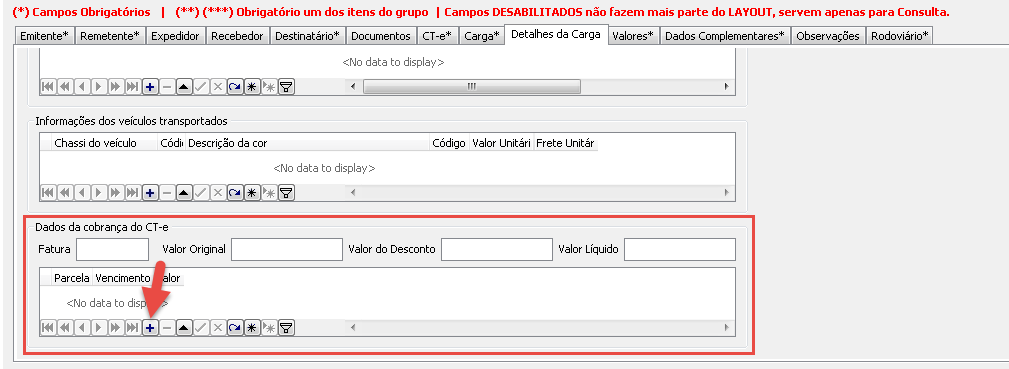 (*) Campos Obrigatórios | (**) (***) Obrigatório um dos itens do grupo | Campos DESABILITADOS não fazem mais parte do LAYOUT, servem apenas para Consulta.
Emitente* Remetente* Expedidor Recebedor Destinatário* Documentos CT-e* Carga* Detalhes da Carga Valores* Dados Complementares* Observações Rodoviário*
<No data to display>
Informações dos veículos transportados
Chassi do veículo Códi Descrição da cor Código Valor Unitári Frete Unitár
<No data to display>
Dados da cobrança do CT-e
Fatura Valor Original Valor do Desconto Valor Líquido
Parcela Vencimento alor
<No data to disp >